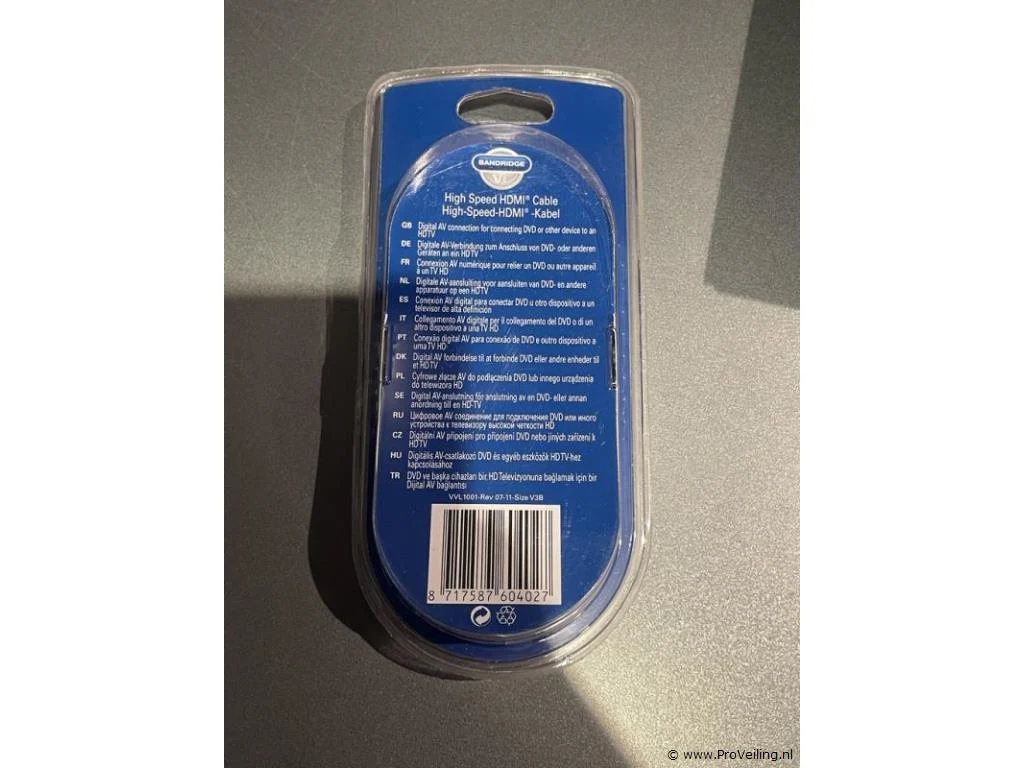 BANDRIDGE
High Speed HDMI® Cable
High-Speed-HDMI® -Kabel
GB Digital AV connection for connecting DVD or other device to an
HDTV
DE Digitale AV-Verbindung zum Anschluss von DVD- oder anderen
Geräten an ein HDTV
FR Connexion AV numérique pour relier un DVD ou autre appareil
à un TV HD
NL Digitale AV-aansluiting voor aansluiten van DVD- en andere
apparatuur op een HDTV
ES Conexión AV digital para conectar DVD u otro dispositivo a un
televisor de alta definición
IT Collegamento AV digitale per il collegamento del DVD o di un
altro dispositivo a una TV HD
PT Conexão digital AV para conexão de DVD e outro dispositivo a
uma TV HD
DK Digital AV forbindelse til at forbinde DVD eller andre enheder til
et HDTV
PL Cyfrowe złącze AV do podłączenia DVD lub innego urządzenia
do telewizora HD
SE Digital AV-anslutning för anslutning av en DVD- eller annan
anordning till en HD-TV
RU Цифровое AV соединение для подключения DVD или иного
устройства к телевизору высокой четкости HD
CZ Digitální AV připojení pro připojení DVD nebo jiných zařízení k
HDTV
HU Digitális AV-csatlakozó DVD és egyéb eszközök HDTV-hez
kapcsolásához
TR DVD ve başka cihazları bir HD Televizyonuna bağlamak için bir
Dijital AV bağlantısı
VVL1001-Rev 07-11-Size V3B
8 717587 604027
© www.ProVeiling.nl